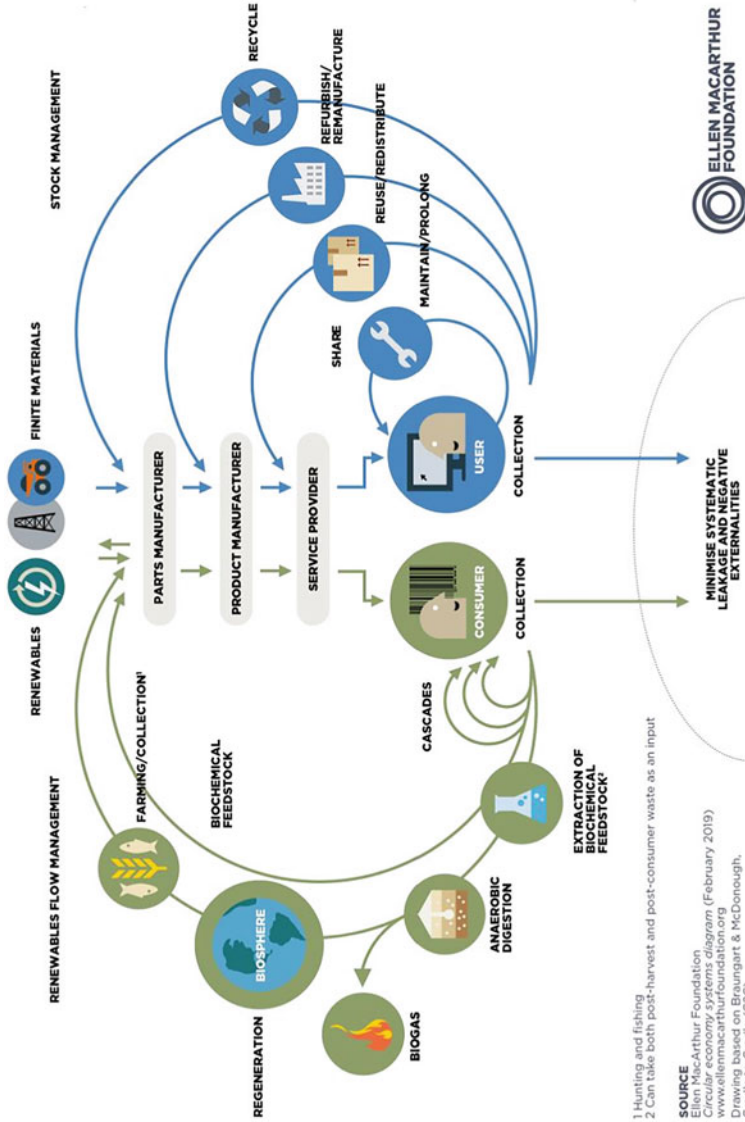 RENEWABLES
FINITE MATERIALS
RENEWABLES FLOW MANAGEMENT
STOCK MANAGEMENT
FARMING/COLLECTION¹
PARTS MANUFACTURER
RECYCLE
REGENERATION
BIOSPHERE
BIOCHEMICAL
FEEDSTOCK
PRODUCT MANUFACTURER
REFURBISH/
REMANUFACTURE
SERVICE PROVIDER
REUSE/REDISTRIBUTE
SHARE
MAINTAIN/PROLONG
BIOGAS
CASCADES
CONSUMER
USER
ANAEROBIC
DIGESTION
COLLECTION
COLLECTION
EXTRACTION OF
BIOCHEMICAL
FEEDSTOCK²
MINIMISE SYSTEMATIC
LEAKAGE AND NEGATIVE
EXTERNALITIES
1 Hunting and fishing
2 Can take both post-harvest and post-consumer waste as an input
SOURCE
Ellen MacArthur Foundation
Circular economy systems diagram (February 2019)
www.ellenmacarthurfoundation.org
Drawing based on Braungart & McDonough,
ELLEN MACARTHUR
FOUNDATION